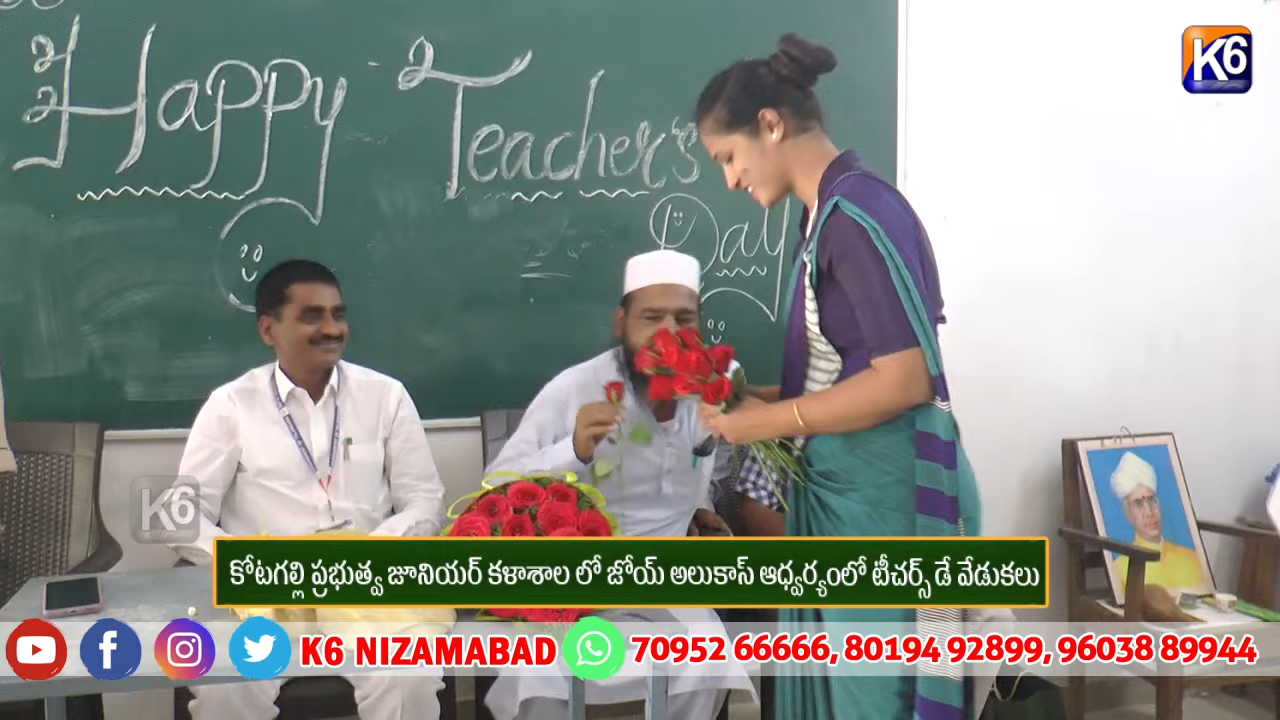 Happy Teacher's
Day
K6
K6
కోటగల్లి ప్రభుత్వ జూనియర్ కళాశాల లో జోయ్ అలుకాస్ ఆధ్వర్యంలో టీచర్స్ డే వేడుకలు
K6 NIZAMABAD 70952 66666, 80194 92899, 96038 89944